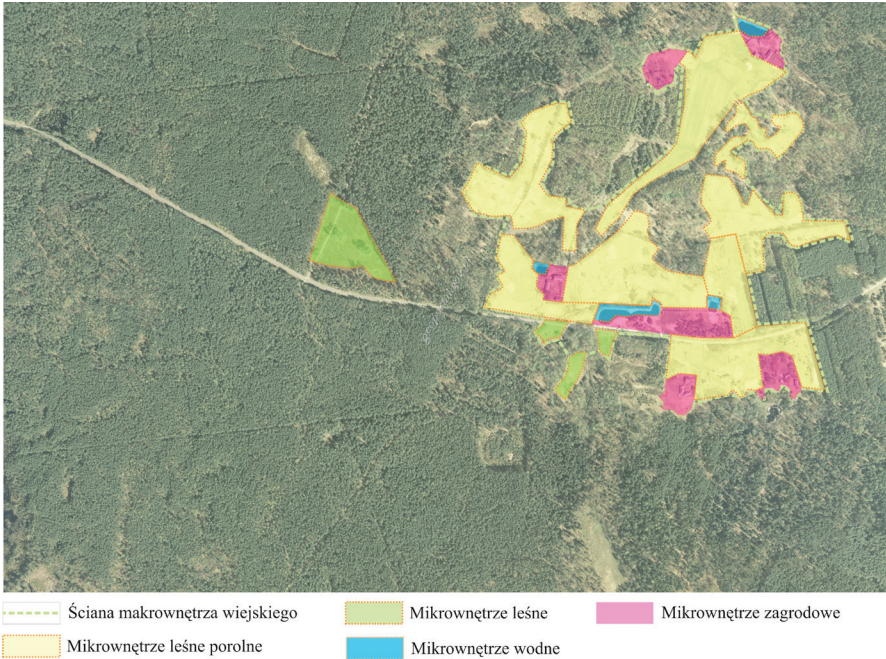 Ściana makrownętrza wiejskiego
Mikrownętrze leśne
Mikrownętrze zagrodowe
Mikrownętrze leśne porolne
Mikrownętrze wodne